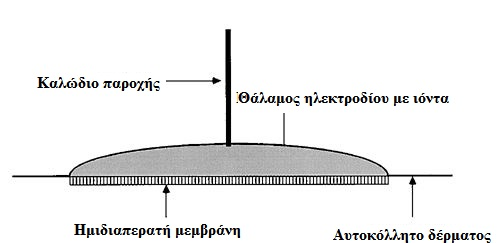 Καλώδιο παροχής
Θάλαμος ηλεκτροδίου με ιόντα
Ημιδιαπερατή μεμβράνη
Αυτοκόλλητο δέρματος